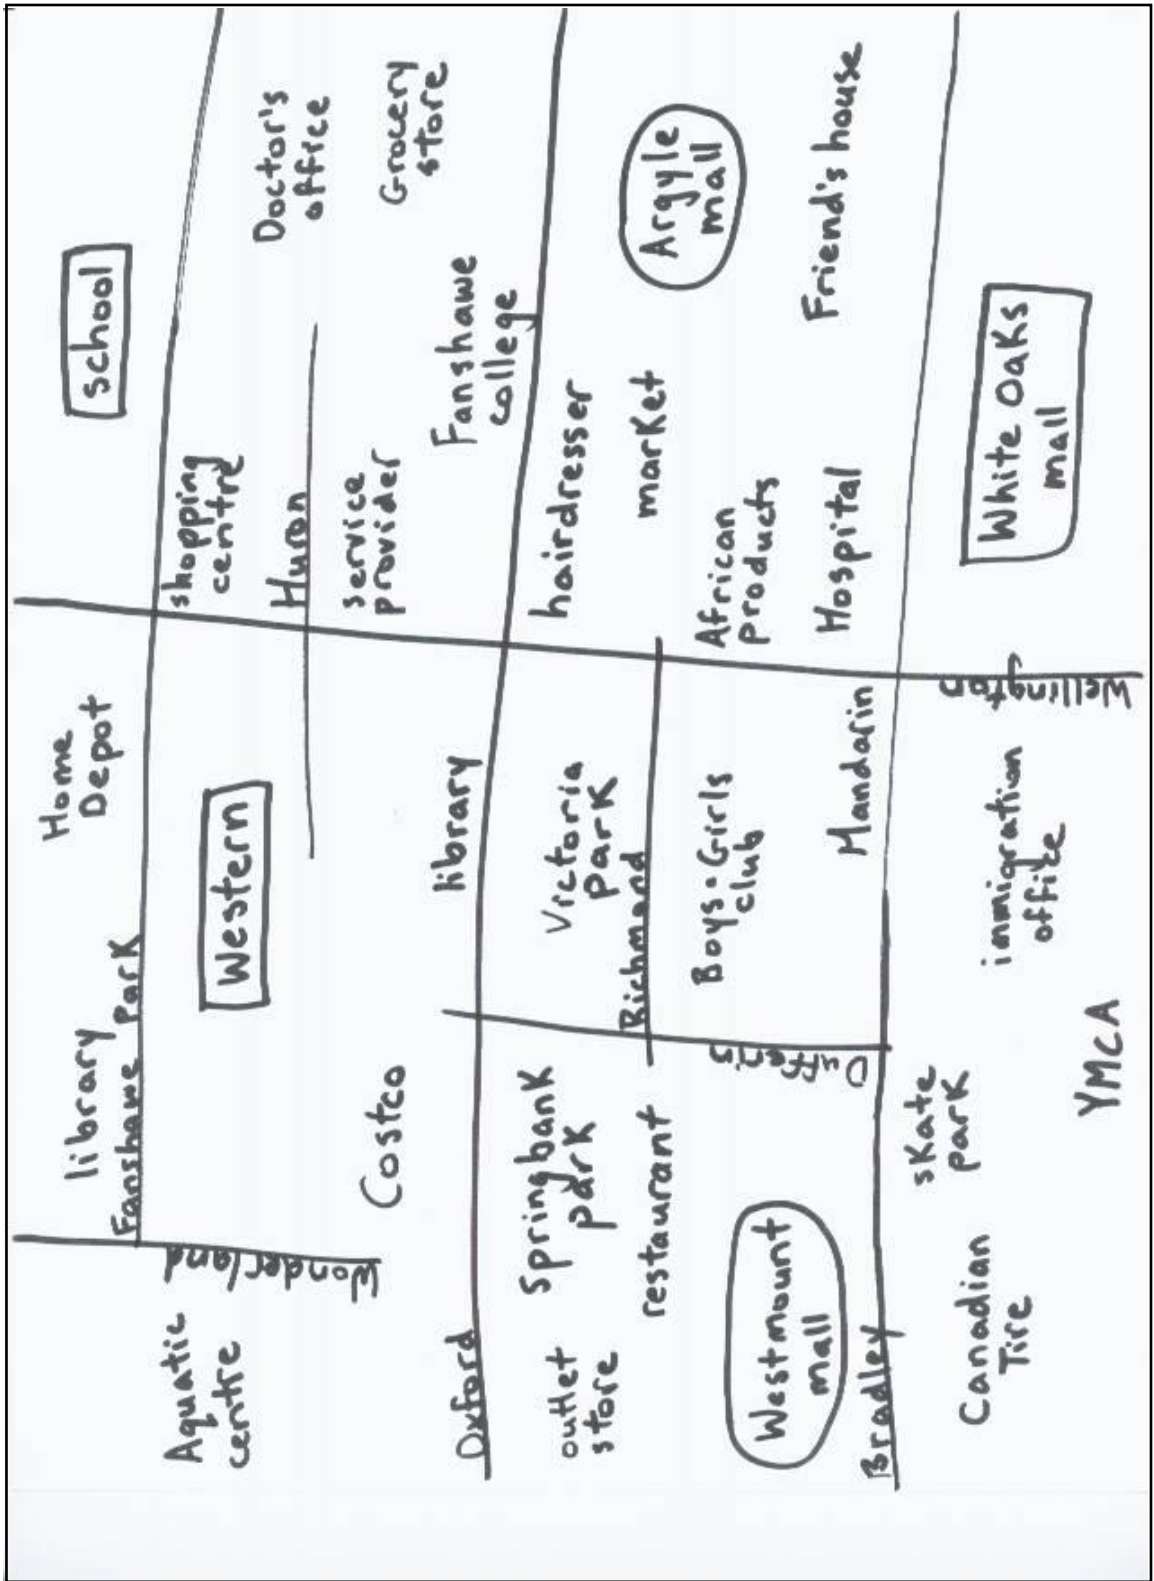 library
Home
Depot
school
Fanshawe Park
Aquatic
centre
Wonderland
Western
shopping
centre
Doctor's
office
Huron
Costco
service
provider
Grocery
store
library
Fanshawe
college
Oxford
outlet
store
Springbank
park
Victoria
park
hairdresser
Richmond
restaurant
market
Argyle
mall
Dufferin
Boys-Girls
club
African
products
Westmount
mall
Mandarin
Hospital
Friend's house
Bradley
Canadian
Tire
skate
park
immigration
office
Wellington
White Oaks
mall
YMCA